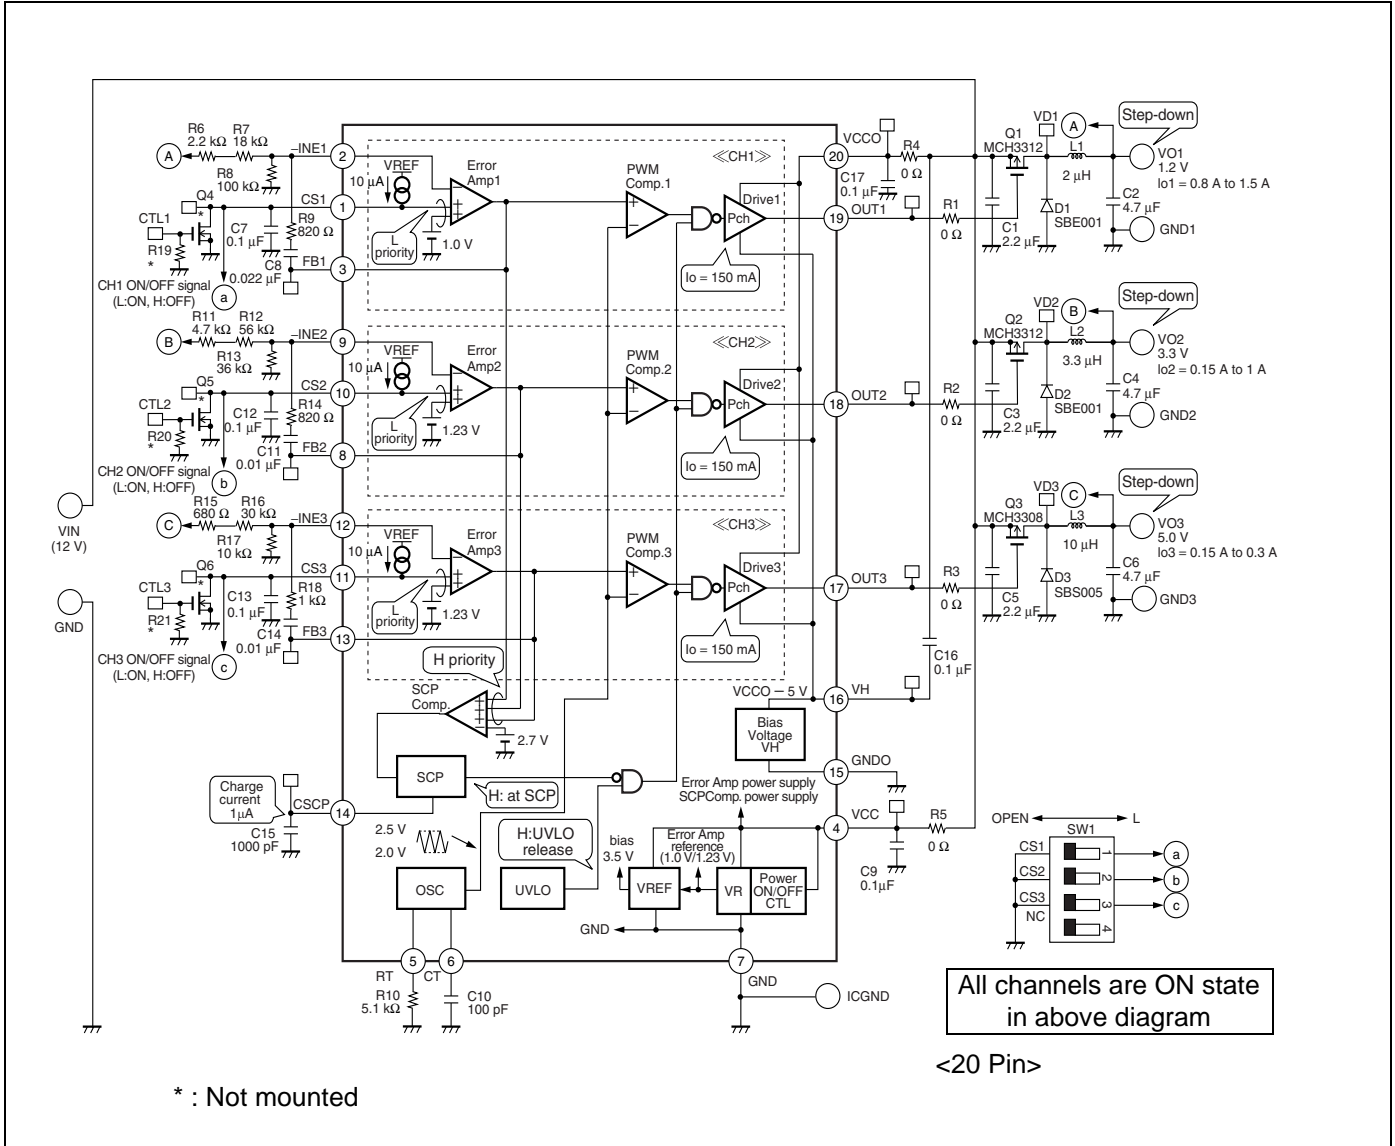 R6
2.2 kΩ
R7
18 kΩ
−INE1
A
R8
100 kΩ
2
Q4
*
CTL1
R19
*
CS1
1
C7
0.1 µF
R9
820 Ω
C8
0.022 µF
FB1
3
CH1 ON/OFF signal
(L:ON, H:OFF)
a
VREF
10 µA
Error
Amp1
L
priority
1.0 V
PWM
Comp.1
≪CH1≫
Drive1
Pch
Io = 150 mA
VCCO
20
R4
0 Ω
C17
0.1 µF
19
OUT1
R1
0 Ω
Q1
MCH3312
C1
2.2 µF
VD1
D1
SBE001
A
L1
2 µH
C2
4.7 µF
Step-down
VO1
1.2 V
Io1 = 0.8 A to 1.5 A
GND1
R11
4.7 kΩ
R12
56 kΩ
−INE2
B
R13
36 kΩ
9
Q5
*
CTL2
R20
*
CS2
10
C12
0.1 µF
R14
820 Ω
C11
0.01 µF
FB2
8
CH2 ON/OFF signal
(L:ON, H:OFF)
b
VREF
10 µA
Error
Amp2
L
priority
1.23 V
PWM
Comp.2
≪CH2≫
Drive2
Pch
Io = 150 mA
18
OUT2
R2
0 Ω
Q2
MCH3312
C3
2.2 µF
VD2
D2
SBE001
B
L2
3.3 µH
C4
4.7 µF
Step-down
VO2
3.3 V
Io2 = 0.15 A to 1 A
GND2
VIN
(12 V)
GND
R15
680 Ω
R16
30 kΩ
−INE3
C
R17
10 kΩ
12
Q6
*
CTL3
R21
*
CS3
11
C13
0.1 µF
R18
1 kΩ
C14
0.01 µF
FB3
13
CH3 ON/OFF signal
(L:ON, H:OFF)
c
VREF
10 µA
Error
Amp3
L
priority
1.23 V
PWM
Comp.3
≪CH3≫
Drive3
Pch
Io = 150 mA
17
OUT3
R3
0 Ω
Q3
MCH3308
C5
2.2 µF
VD3
D3
SBS005
C
L3
10 µH
C6
4.7 µF
Step-down
VO3
5.0 V
Io3 = 0.15 A to 0.3 A
GND3
H priority
SCP
Comp.
2.7 V
C16
0.1 µF
VCCO − 5 V
16
VH
Bias
Voltage
VH
15
GNDO
SCP
H: at SCP
Charge
current
1µA
CSCP
14
C15
1000 pF
2.5 V
2.0 V
H:UVLO
release
OSC
UVLO
Error Amp power supply
SCPComp. power supply
bias
3.5 V
Error Amp
reference
(1.0 V/1.23 V)
VREF
VR
Power
ON/OFF
CTL
GND
4
VCC
R5
0 Ω
C9
0.1µF
OPEN
L
SW1
CS1
1
a
CS2
2
b
CS3
3
c
NC
4
5
RT
6
CT
7
GND
R10
5.1 kΩ
C10
100 pF
ICGND
All channels are ON state
in above diagram
<20 Pin>
* : Not mounted